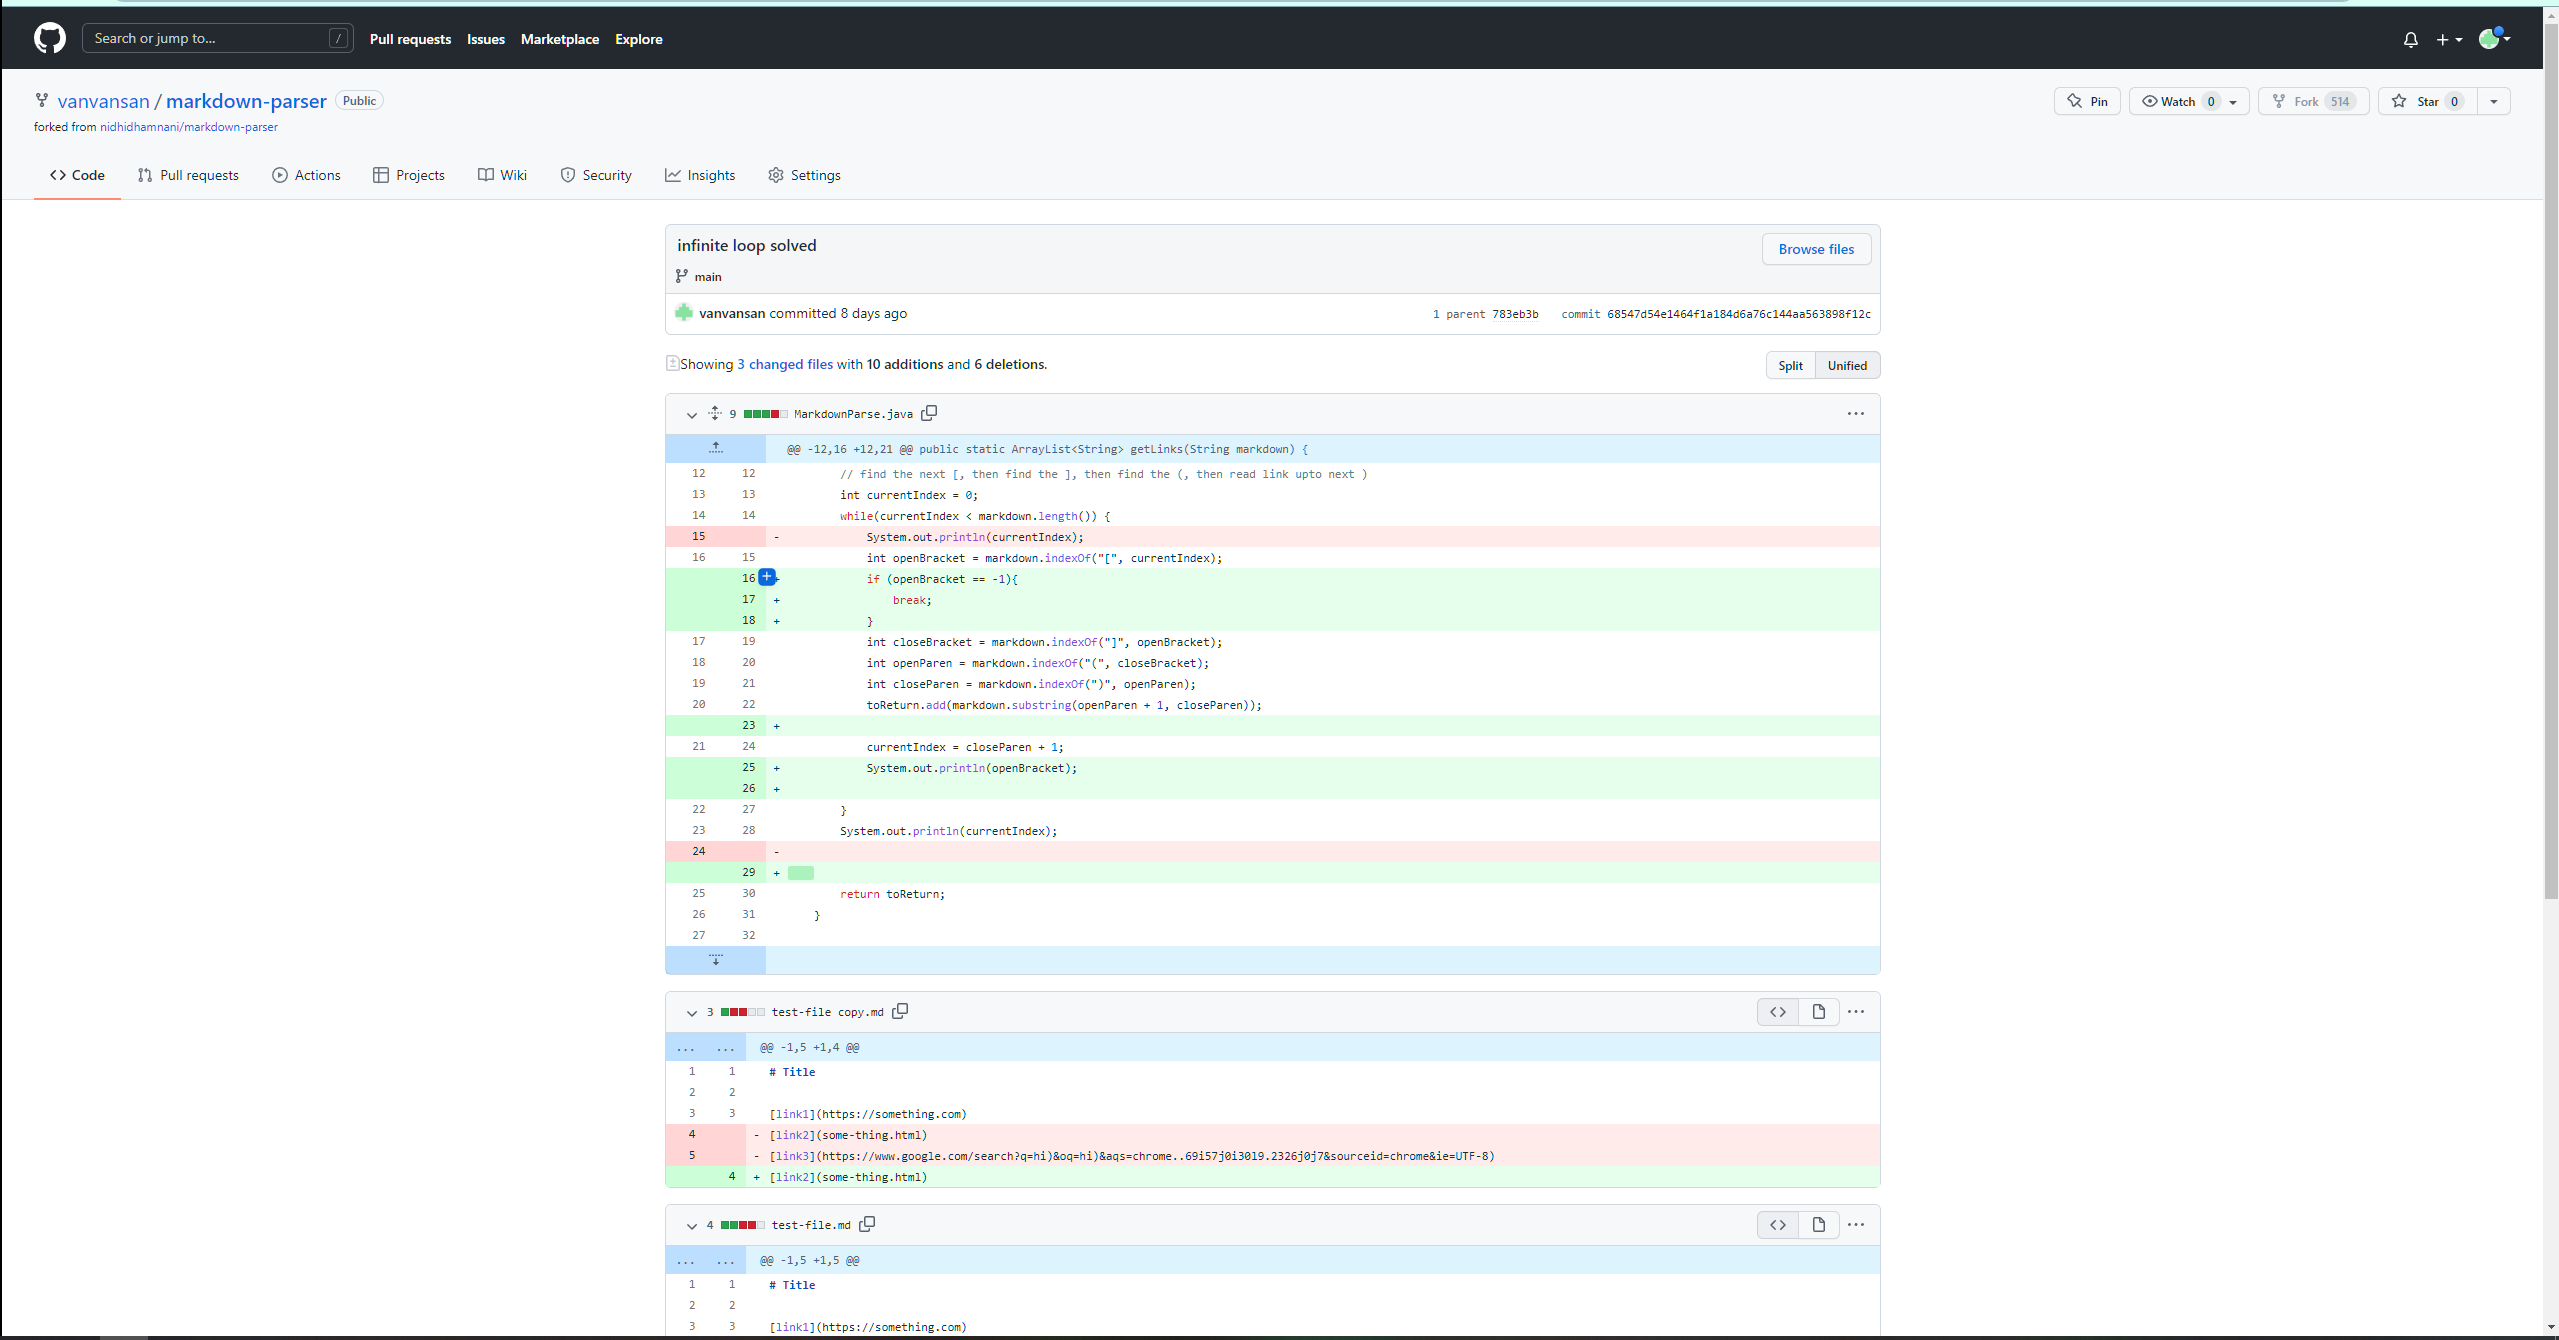 Search or jump to... /
Pull requests Issues Marketplace Explore
vanvansan / markdown-parser Public
Pin Watch 0 Fork 514 Star 0
forked from nidhidhamnani/markdown-parser
Code Pull requests Actions Projects Wiki Security Insights Settings
infinite loop solved
Browse files
main
vanvansan committed 8 days ago 1 parent 783eb3b commit 68547d54e1464f1a184d6a76c144aa563898f12c
Showing 3 changed files with 10 additions and 6 deletions.
Split Unified
9 MarkdownParse.java
@@ -12,16 +12,21 @@ public static ArrayList<String> getLinks(String markdown) {
12 12 // find the next [, then find the ], then find the (, then read link upto next )
13 13 int currentIndex = 0;
14 14 while(currentIndex < markdown.length()) {
15 - System.out.println(currentIndex);
16 15 int openBracket = markdown.indexOf("[", currentIndex);
16 + if (openBracket == -1){
17 + break;
18 + }
17 19 int closeBracket = markdown.indexOf("]", openBracket);
18 20 int openParen = markdown.indexOf("(", closeBracket);
19 21 int closeParen = markdown.indexOf(")", openParen);
20 22 toReturn.add(markdown.substring(openParen + 1, closeParen));
23 +
21 24 currentIndex = closeParen + 1;
25 + System.out.println(openBracket);
26 +
22 27 }
23 28 System.out.println(currentIndex);
24 -
29 +
25 30 return toReturn;
26 31 }
27 32
3 test-file copy.md
... ... @@ -1,5 +1,4 @@
1 1 # Title
2 2
3 3 [link1](https://something.com)
4 - [link2](some-thing.html)
5 - [link3](https://www.google.com/search?q=hi)&oq=hi)&aqs=chrome..69i57j0i30l9.2326j0j7&sourceid=chrome&ie=UTF-8)
4 + [link2](some-thing.html)
4 test-file.md
... ... @@ -1,5 +1,5 @@
1 1 # Title
2 2
3 3 [link1](https://something.com)